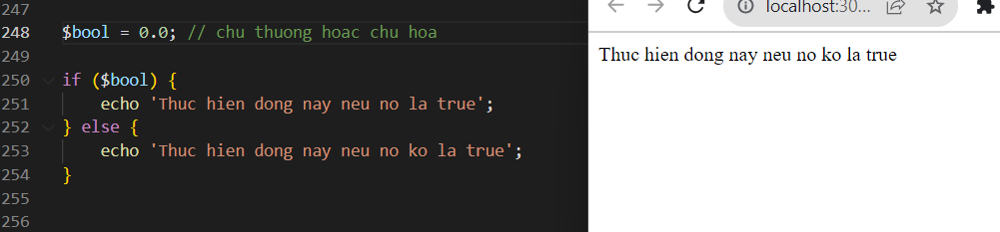 247
248 $bool = 0.0; // chu thuong hoac chu hoa
249
250 if ($bool) {
251 echo 'Thuc hien dong nay neu no la true';
252 } else {
253 echo 'Thuc hien dong nay neu no ko la true';
254 }
255
256
localhost:30...
Thuc hien dong nay neu no ko la true